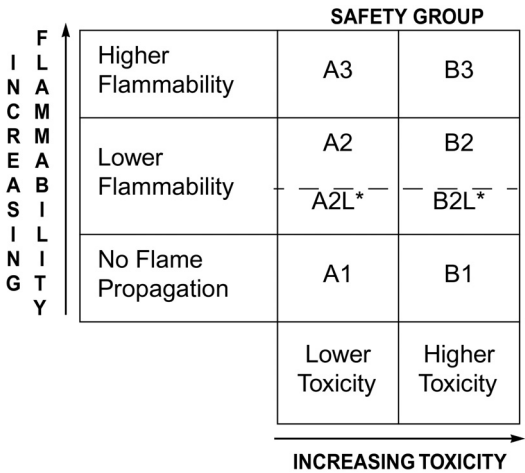 SAFETY GROUP
INCREASING
FLAMMABILITY
Higher
Flammability
A3
B3
Lower
Flammability
A2
B2
A2L*
B2L*
No Flame
Propagation
A1
B1
Lower
Toxicity
Higher
Toxicity
INCREASING TOXICITY